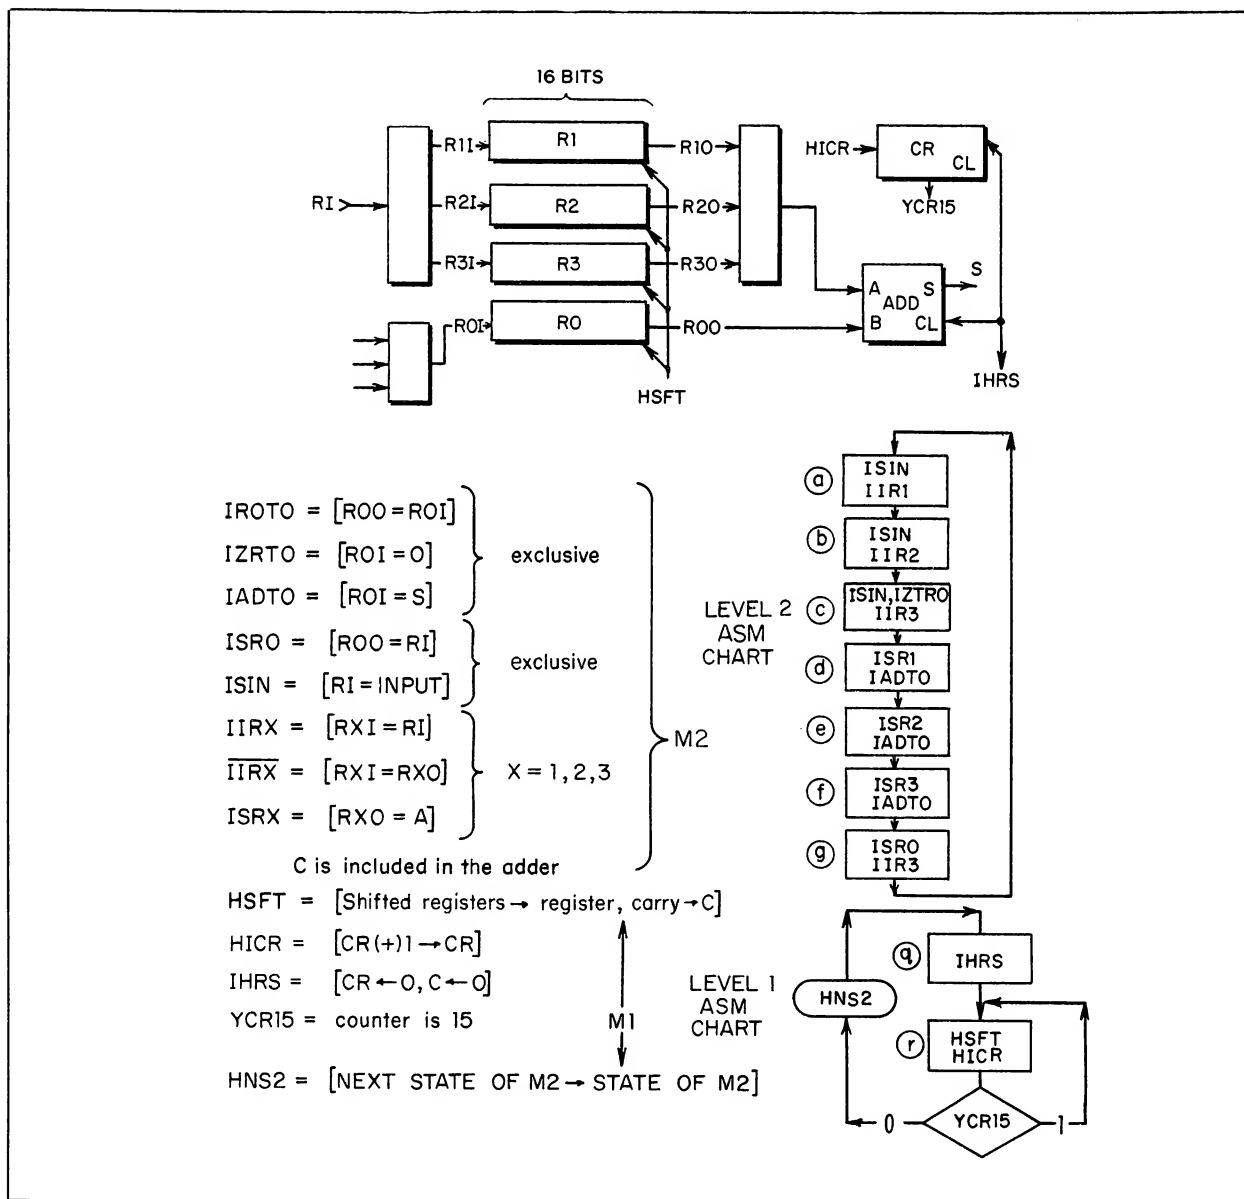 16 BITS
R1I R1 R1O
HICR CR CL
RI R2I R2 R2O
YCR15
R3I R3 R3O
A S S
ADD
ROI RO ROO B CL
HSFT
IHRS
IROTO = [ROO = ROI]
IZRTO = [ROI = O] exclusive
IADTO = [ROI = S]
ISRO = [ROO = RI]
exclusive
ISIN = [RI = INPUT]
IIRX = [RXI = RI]
IIRX = [RXI = RXO] X = 1, 2, 3
ISRX = [RXO = A]
M2
C is included in the adder
HSFT = [Shifted registers → register, carry → C]
HICR = [CR (+) 1 → CR]
IHRS = [CR ← O, C ← O]
YCR15 = counter is 15
M1
HNS2 = [NEXT STATE OF M2 → STATE OF M2]
LEVEL 2
ASM
CHART
a ISIN
IIR1
b ISIN
IIR2
c ISIN, IZTRO
IIR3
d ISR1
IADTO
e ISR2
IADTO
f ISR3
IADTO
g ISRO
IIR3
LEVEL 1
ASM
CHART
q IHRS
HNS2
r HSFT
HICR
0 YCR15 1